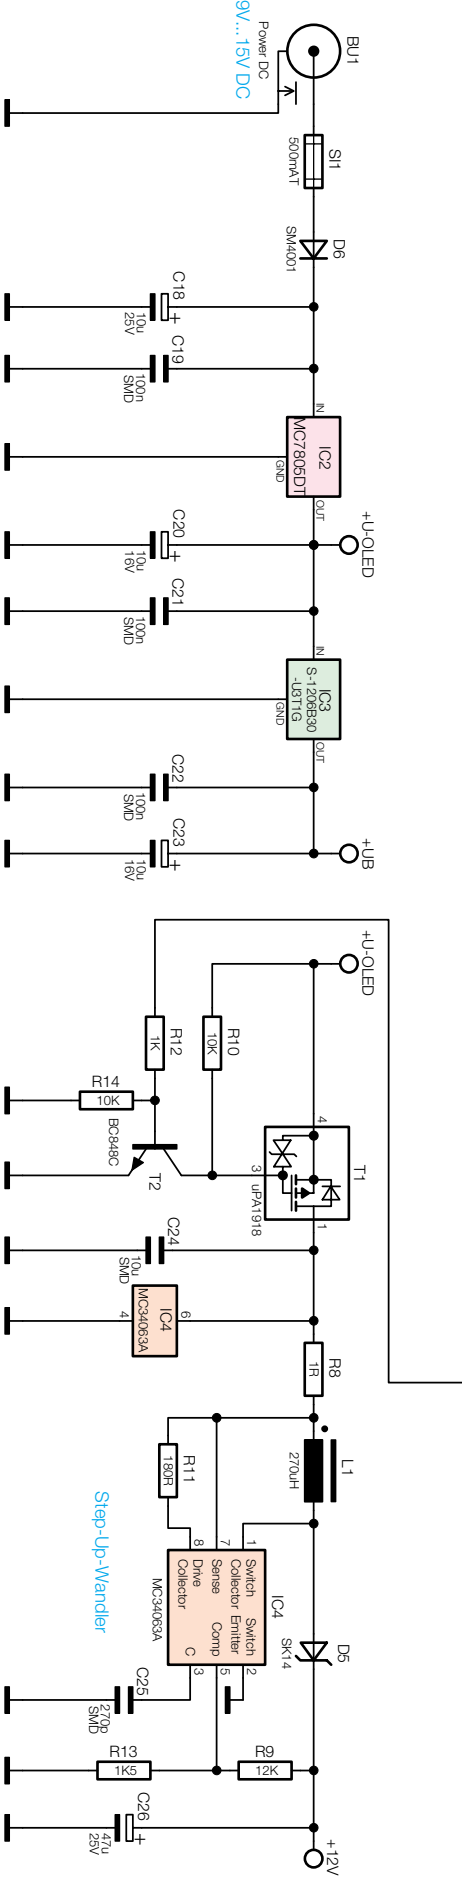 BU1
9V...15V DC
Power DC
SI1
500mAT
D6
SM4001
C18
+
10u
25V
C19
100n
SMD
IN
IC2
MC7805DT
GND
OUT
+U-OLED
C20
+
10u
16V
C21
100n
SMD
IN
IC3
S-1206B30
-U3T1G
GND
OUT
C22
100n
SMD
C23
+
10u
16V
+UB
+U-OLED
R12
1K
R10
10K
R14
10K
BC848C
T2
4
T1
3
uPA1918
1
C24
10u
SMD
6
IC4
MC34063A
4
R8
1R
L1
270uH
R11
180R
Step-Up-Wandler
IC4
1
Switch
Collector
Switch
Emitter
2
7
Sense
Comp
5
8
Drive
Collector
C
3
MC34063A
D5
SK14
C25
270p
SMD
R13
1K5
R9
12K
C26
+
47u
25V
+12V